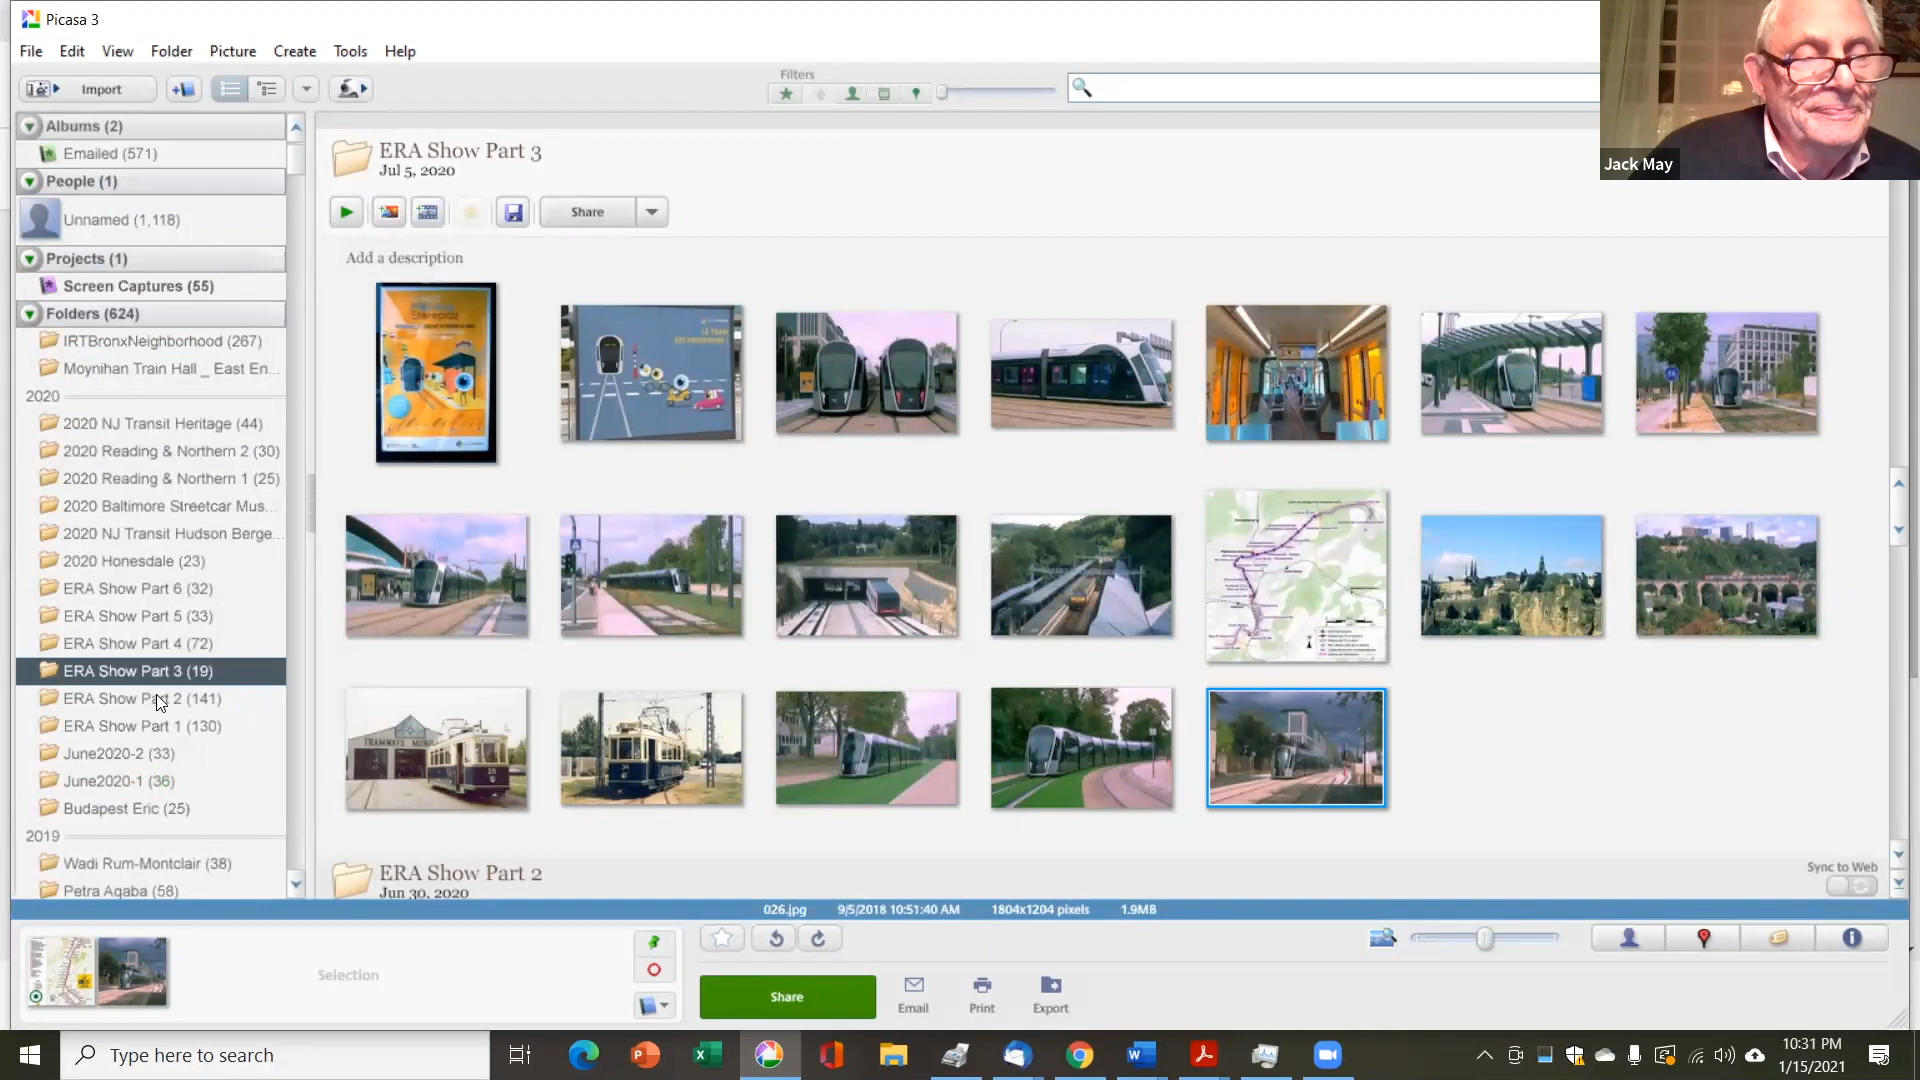 Picasa 3
File Edit View Folder Picture Create Tools Help
Import
Filters
Albums (2)
Emailed (571)
People (1)
Unnamed (1,118)
Projects (1)
Screen Captures (55)
Folders (624)
IRTBronxNeighborhood (267)
Moynihan Train Hall _ East En...
2020
2020 NJ Transit Heritage (44)
2020 Reading & Northern 2 (30)
2020 Reading & Northern 1 (25)
2020 Baltimore Streetcar Mus...
2020 NJ Transit Hudson Berge...
2020 Honesdale (23)
ERA Show Part 6 (32)
ERA Show Part 5 (33)
ERA Show Part 4 (72)
ERA Show Part 3 (19)
ERA Show Part 2 (141)
ERA Show Part 1 (130)
June2020-2 (33)
June2020-1 (36)
Budapest Eric (25)
2019
Wadi Rum-Montclair (38)
Petra Aqaba (58)
ERA Show Part 3
Jul 5, 2020
Share
Add a description
TRAMWAYS
ERA Show Part 2
Jun 30, 2020
Sync to Web
Jack May
026.jpg 9/5/2018 10:51:40 AM 1804x1204 pixels 1.9MB
Selection
Share
Email
Print
Export
Type here to search
10:31 PM
1/15/2021